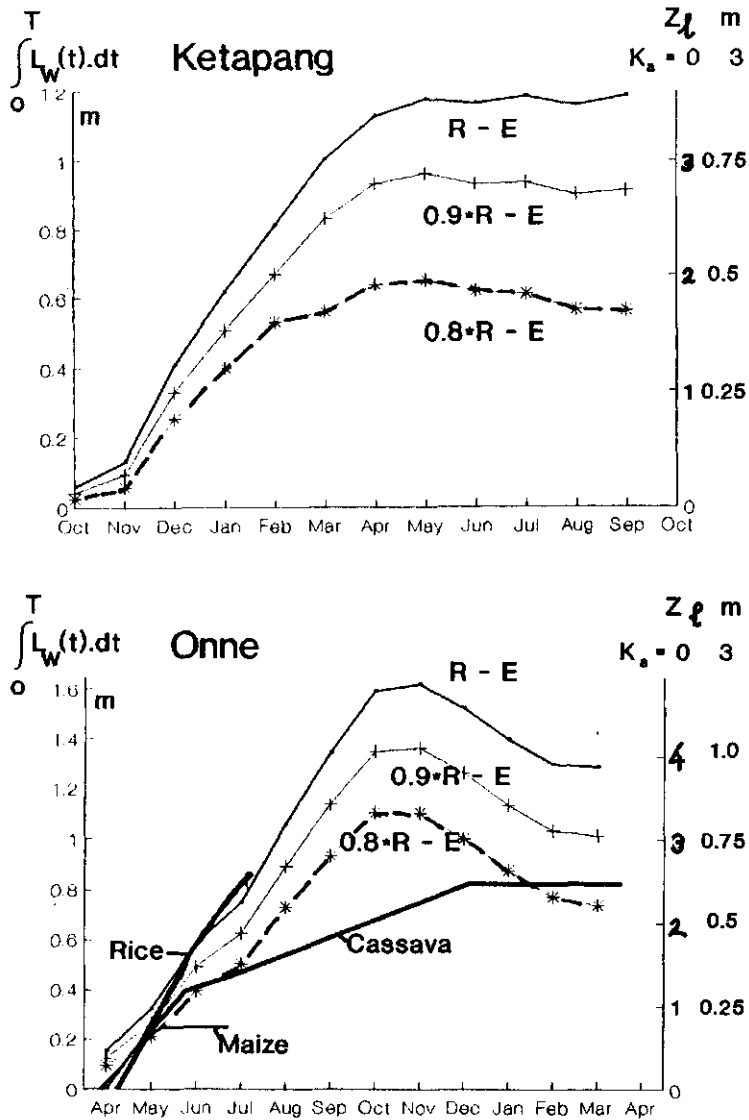 T
∫ L_W(t).dt Ketapang Z_ℓ m
o m K_a = 0 3
1.2
R - E
1 3 0.75
0.9*R - E
0.8
2 0.5
0.6
0.8*R - E
0.4 1 0.25
0.2
0 0
Oct Nov Dec Jan Feb Mar Apr May Jun Jul Aug Sep Oct
T
∫ L_W(t).dt Onne Z_ℓ m
o m K_a = 0 3
R - E
1.6
1.4 4 1.0
0.9*R - E
1.2
1 0.8*R - E 3 0.75
0.8
2 0.5
0.6 Rice Cassava
0.4
1 0.25
0.2 Maize
0 0
Apr May Jun Jul Aug Sep Oct Nov Dec Jan Feb Mar Apr